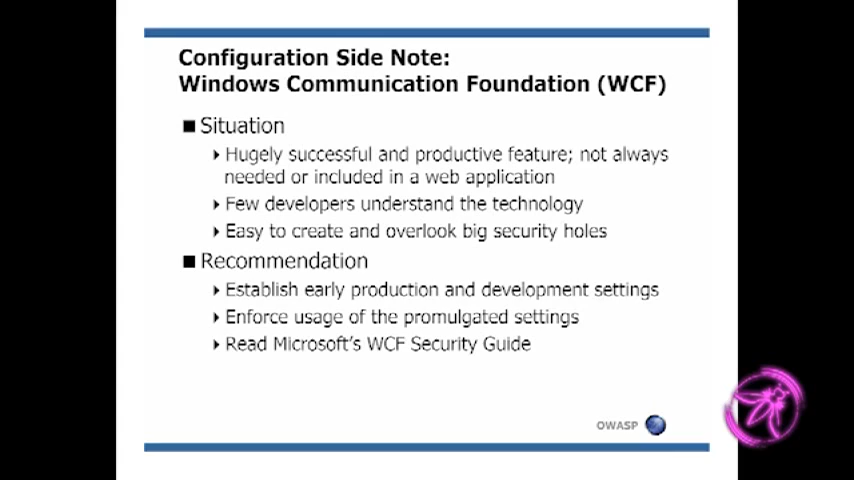 Configuration Side Note:
Windows Communication Foundation (WCF)
Situation
Hugely successful and productive feature; not always
needed or included in a web application
Few developers understand the technology
Easy to create and overlook big security holes
Recommendation
Establish early production and development settings
Enforce usage of the promulgated settings
Read Microsoft's WCF Security Guide
OWASP